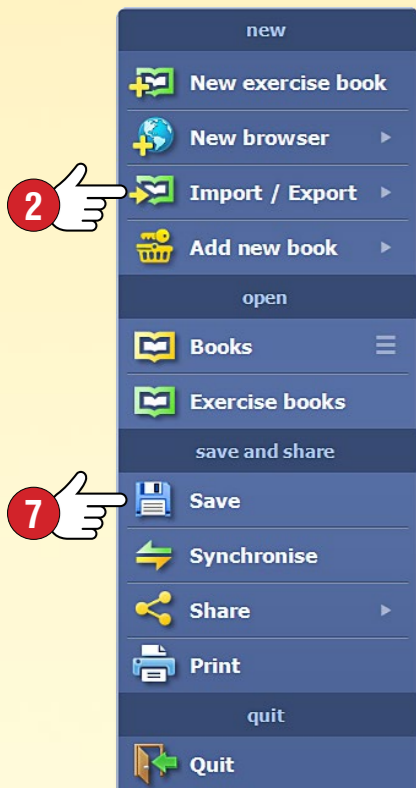 new
New exercise book
New browser
2
Import / Export
Add new book
open
Books
Exercise books
save and share
7
Save
Synchronise
Share
Print
quit
Quit